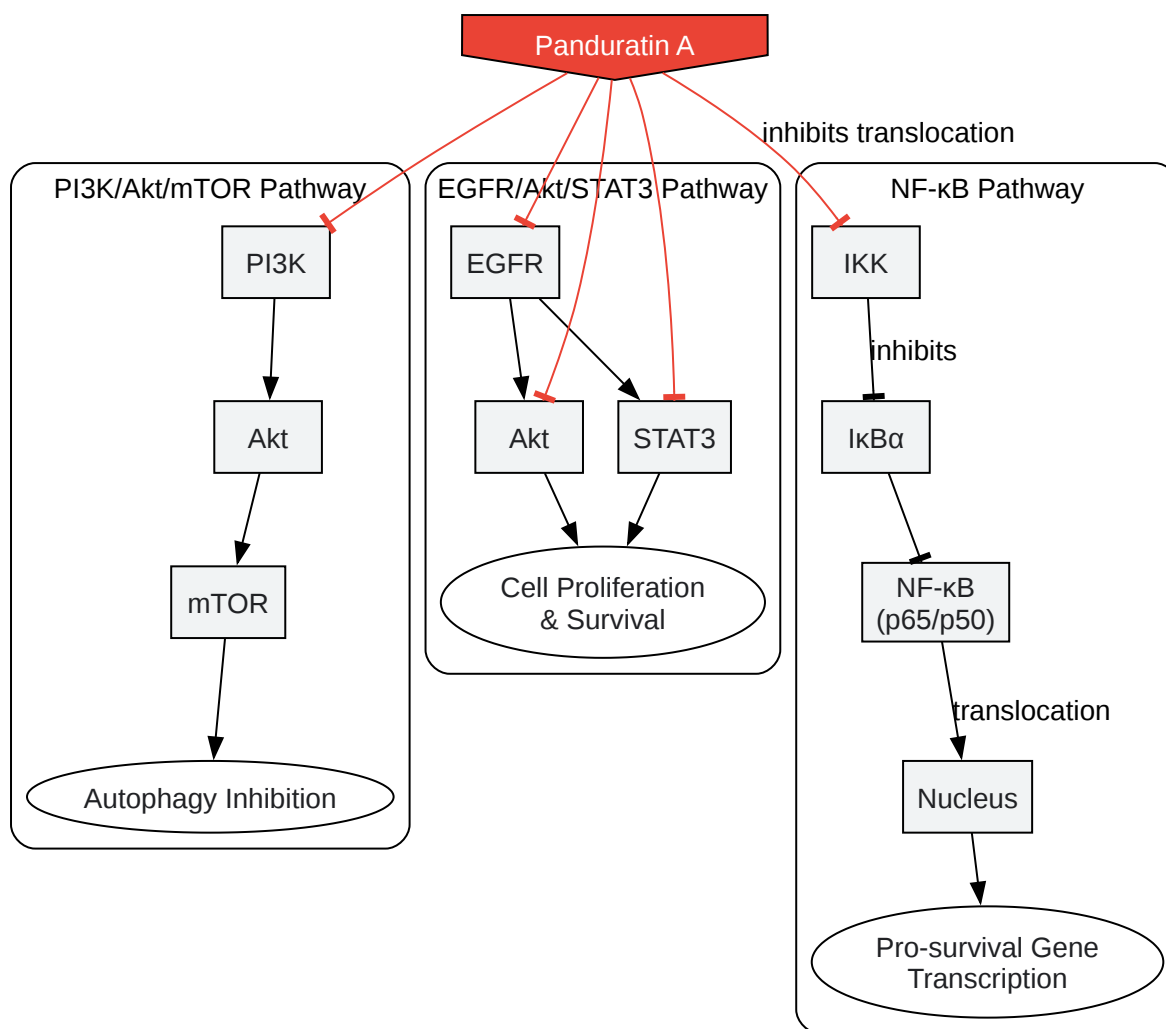 Panduratin A
inhibits translocation
PI3K/Akt/mTOR Pathway
EGFR/Akt/STAT3 Pathway
NF-κB Pathway
PI3K
EGFR
IKK
inhibits
Akt
Akt
STAT3
IκBα
mTOR
Cell Proliferation
& Survival
NF-κB
(p65/p50)
translocation
Autophagy Inhibition
Nucleus
Pro-survival Gene
Transcription